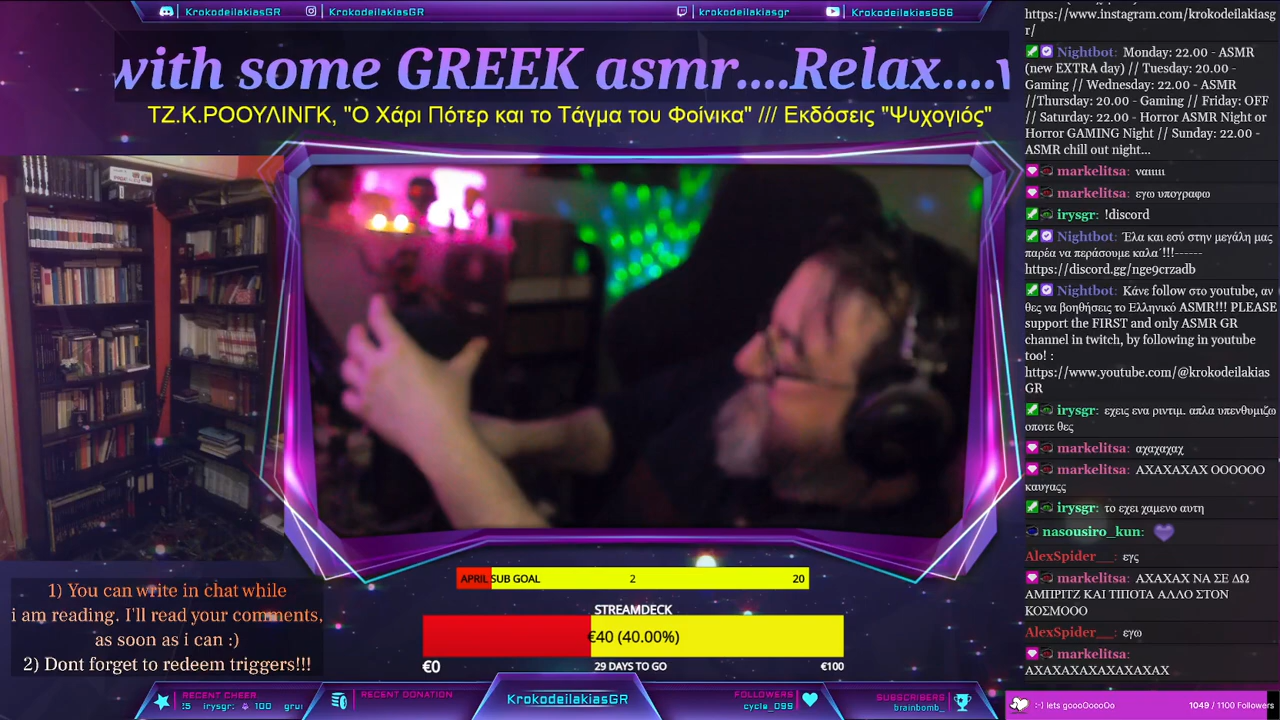 KrokodeilakiasGR
KrokodeilakiasGR
krokodeilakiasgr
Krokodeilakias666
with some GREEK asmr....Relax....
ΤΖ.Κ.ΡΟΟΥΛΙΝΓΚ, "Ο Χάρι Πότερ και το Τάγμα του Φοίνικα" /// Εκδόσεις "Ψυχογιός"
1) You can write in chat while
i am reading. I'll read your comments,
as soon as i can :)
2) Dont forget to redeem triggers!!!
APRIL SUB GOAL 2 20
STREAMDECK
€40 (40.00%)
€0 29 DAYS TO GO €100
RECENT CHEER
irysgr: 100
RECENT DONATION
KrokodeilakiasGR
FOLLOWERS
cycle_099
SUBSCRIBERS
brainbomb_
https://www.instagram.com/krokodeilakiasg
r/
Nightbot: Monday: 22.00 - ASMR
(new EXTRA day) // Tuesday: 20.00 -
Gaming // Wednesday: 22.00 - ASMR
//Thursday: 20.00 - Gaming // Friday: OFF
// Saturday: 22.00 - Horror ASMR Night or
Horror GAMING Night // Sunday: 22.00 -
ASMR chill out night...
markelitsa: ναιιιι
markelitsa: εγω υπογραφω
irysgr: !discord
Nightbot: Έλα και εσύ στην μεγάλη μας
παρέα να περάσουμε καλα΄!!!------
https://discord.gg/nge9crzadb
Nightbot: Κάνε follow στο youtube, αν
θες να βοηθήσεις το Ελληνικό ASMR!!! PLEASE
support the FIRST and only ASMR GR
channel in twitch, by following in youtube
too! :
https://www.youtube.com/@krokodeilakias
GR
irysgr: εχεις ενα ριντιμ. απλα υπενθυμιζω
οποτε θες
markelitsa: αχαχαχαχ
markelitsa: ΑΧΑΧΑΧΑΧ ΟΟΟΟΟΟ
καυγαςς
irysgr: το εχει χαμενο αυτη
nasousiro_kun:
AlexSpider__: εγς
markelitsa: ΑΧΑΧΑΧ ΝΑ ΣΕ ΔΩ
ΑΜΠΡΙΤΖ ΚΑΙ ΤΙΠΟΤΑ ΑΛΛΟ ΣΤΟΝ
ΚΟΣΜΟΟΟ
AlexSpider__: εγω
markelitsa:
ΑΧΑΧΑΧΑΧΑΧΑΧΑΧΑΧ
:-) lets goooOoooOo 1049 / 1100 Followers